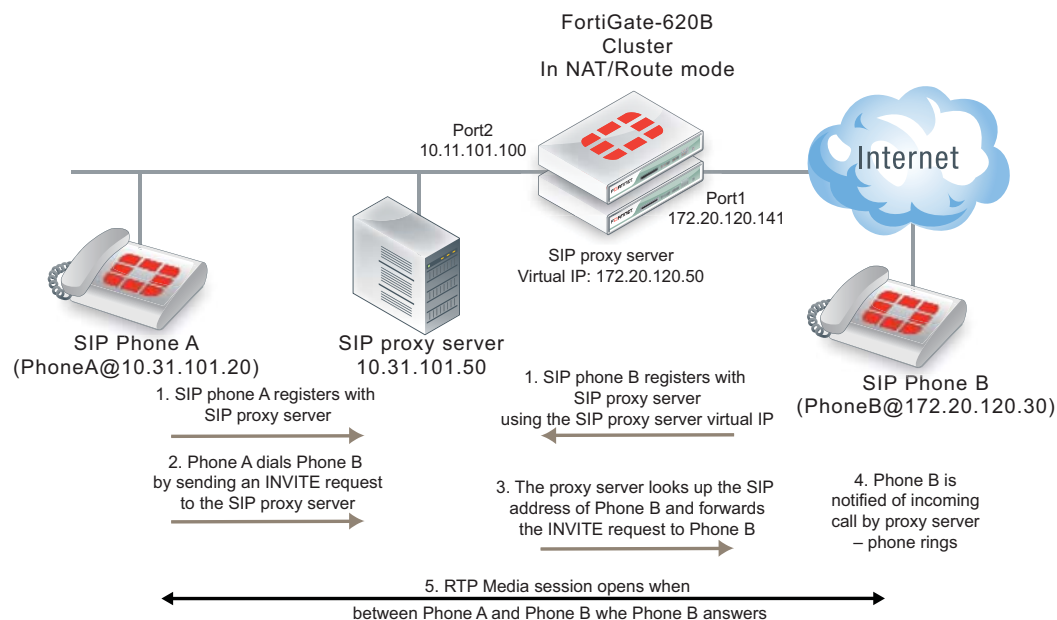 FortiGate-620B
Cluster
In NAT/Route mode
Port2
10.11.101.100
Internet
Port1
172.20.120.141
SIP proxy server
Virtual IP: 172.20.120.50
SIP Phone A
(PhoneA@10.31.101.20)
SIP proxy server
10.31.101.50
SIP Phone B
(PhoneB@172.20.120.30)
1. SIP phone A registers with
SIP proxy server
1. SIP phone B registers with
SIP proxy server
using the SIP proxy server virtual IP
2. Phone A dials Phone B
by sending an INVITE request
to the SIP proxy server
3. The proxy server looks up the SIP
address of Phone B and forwards
the INVITE request to Phone B
4. Phone B is
notified of incoming
call by proxy server
– phone rings
5. RTP Media session opens when
between Phone A and Phone B whe Phone B answers